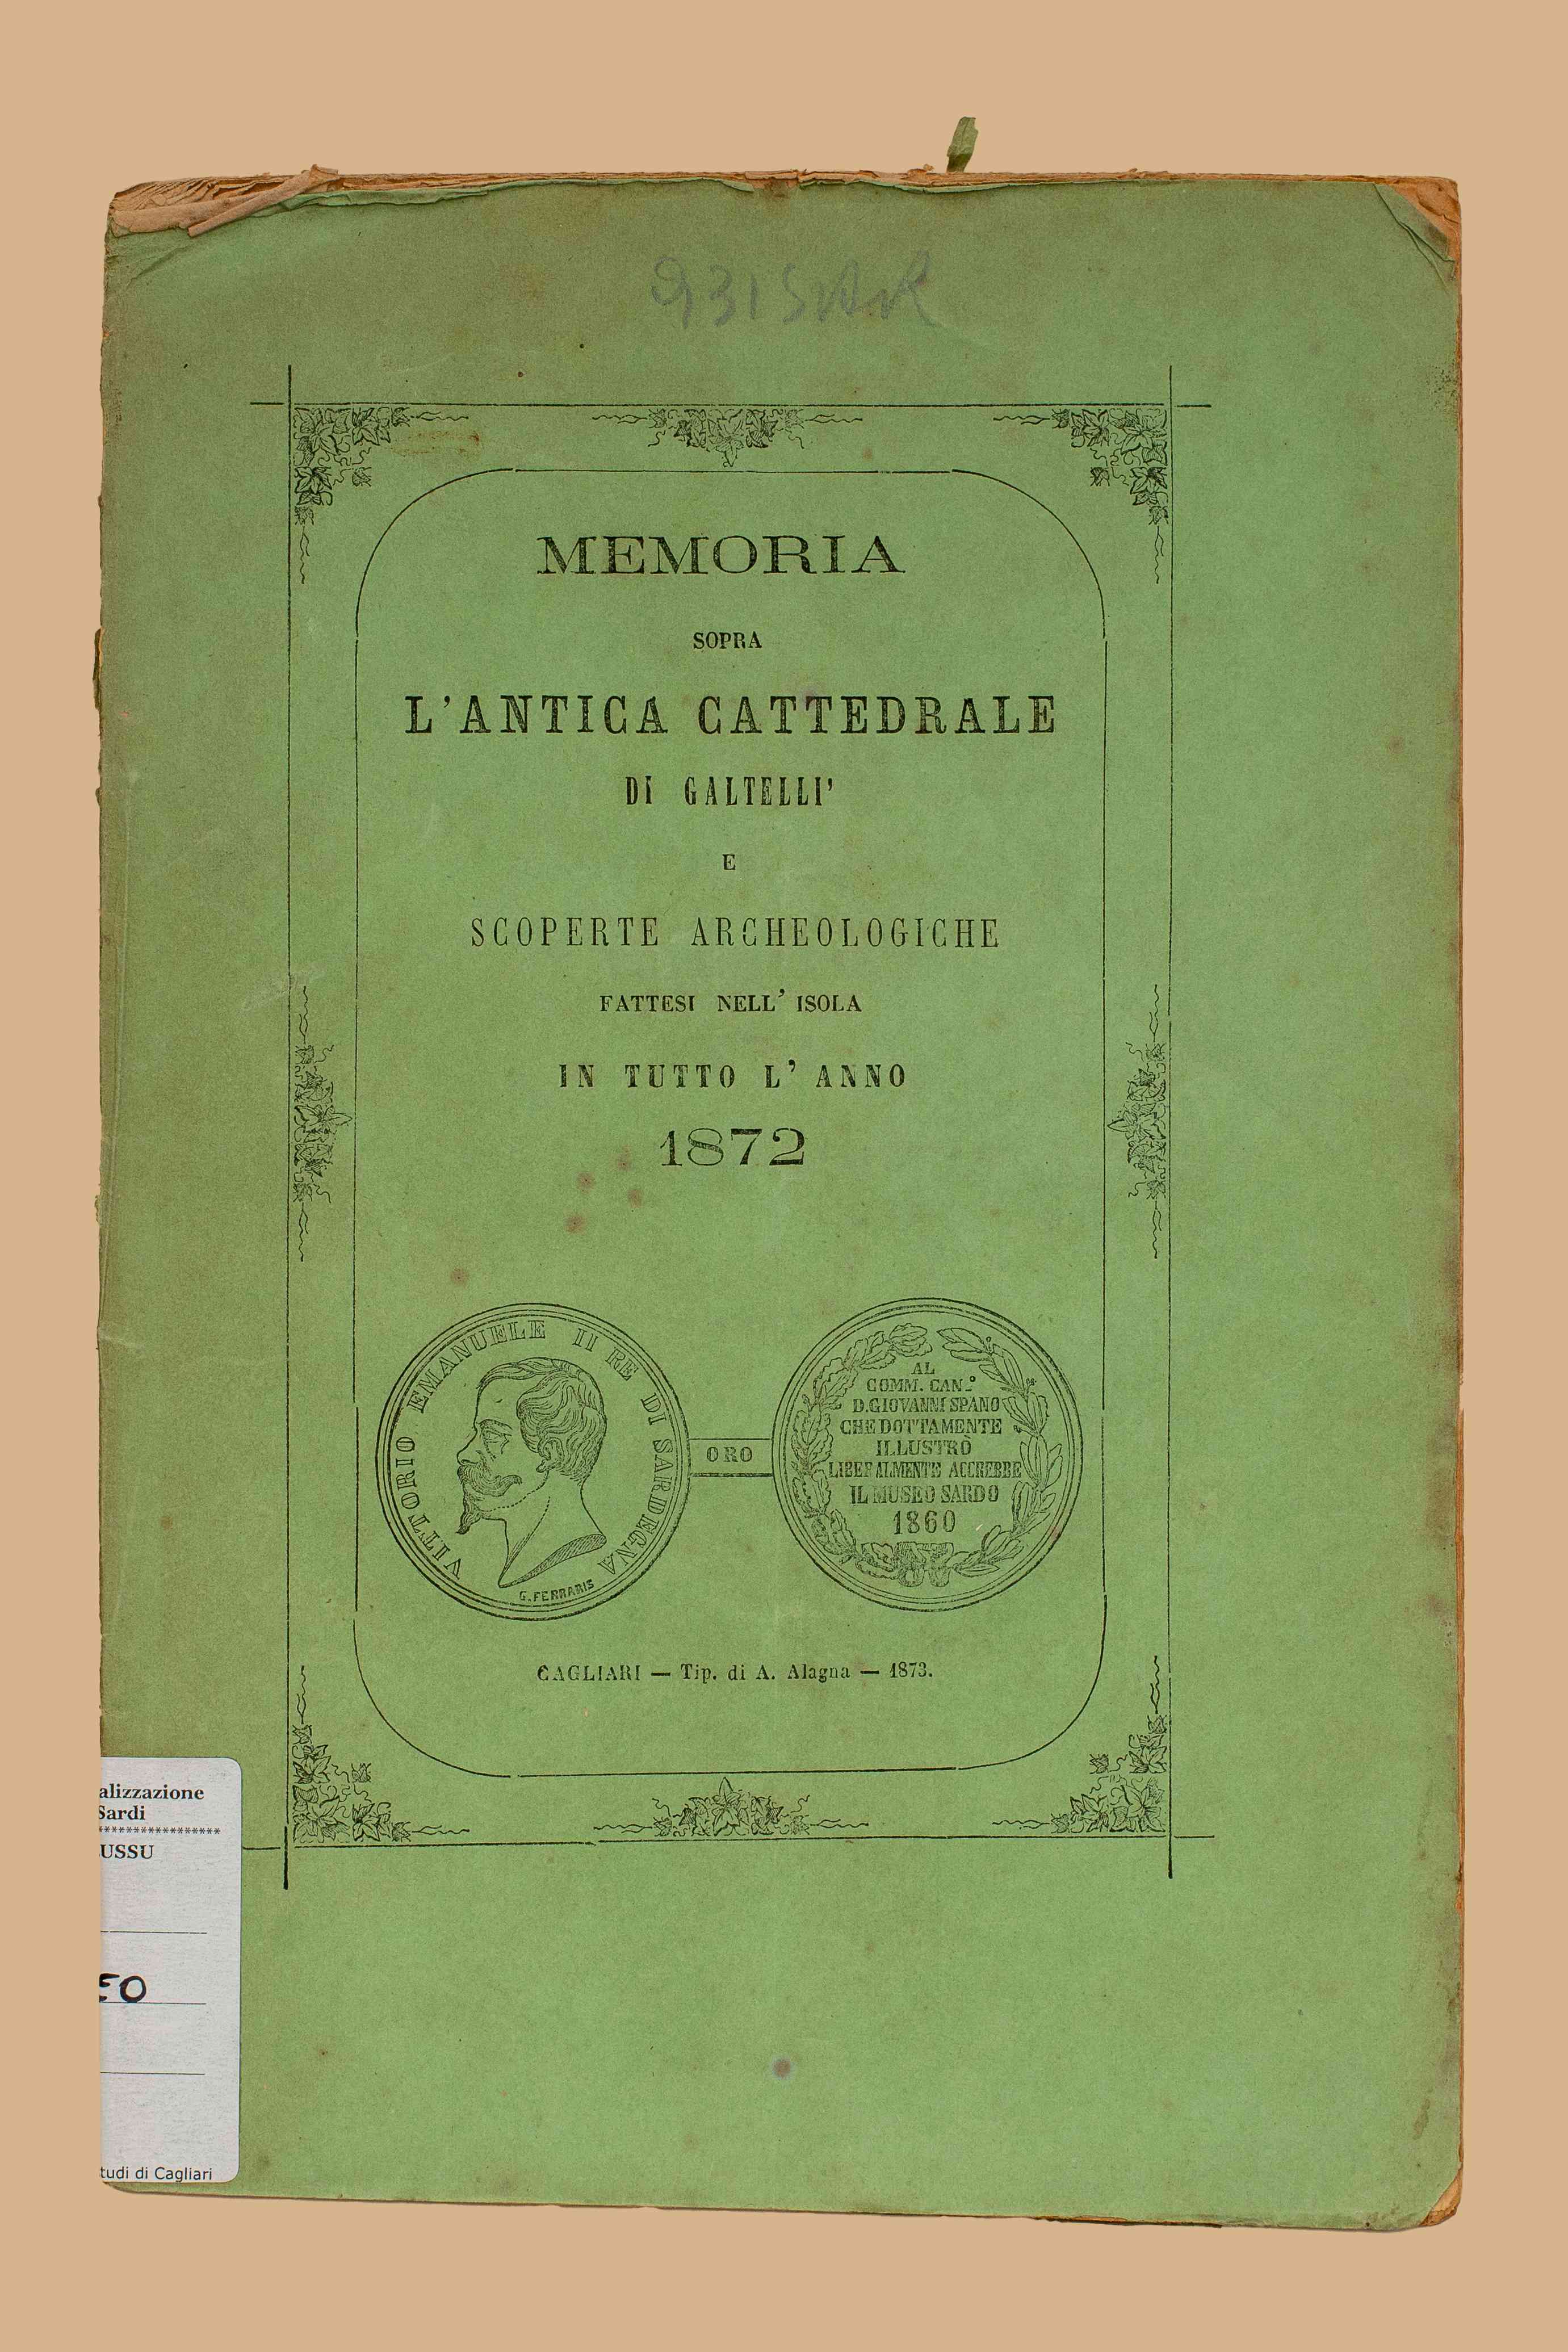 931 SAR
MEMORIA
SOPRA
L'ANTICA CATTEDRALE
DI GALTELLI'
E
SCOPERTE ARCHEOLOGICHE
FATTESI NELL' ISOLA
IN TUTTO L' ANNO
1872
VITTORIO EMANUELE II RE DI SARDEGNA
G. FERRARIS
ORO
AL
COMM. CAN.º
D. GIOVANNI SPANO
CHE DOTTAMENTE
ILLUSTRÒ
LIBERALMENTE ACCREBBE
IL MUSEO SARDO
1860
CAGLIARI — Tip. di A. Alagna — 1873.
alizzazione
Sardi
USSU
EO
tudi di Cagliari